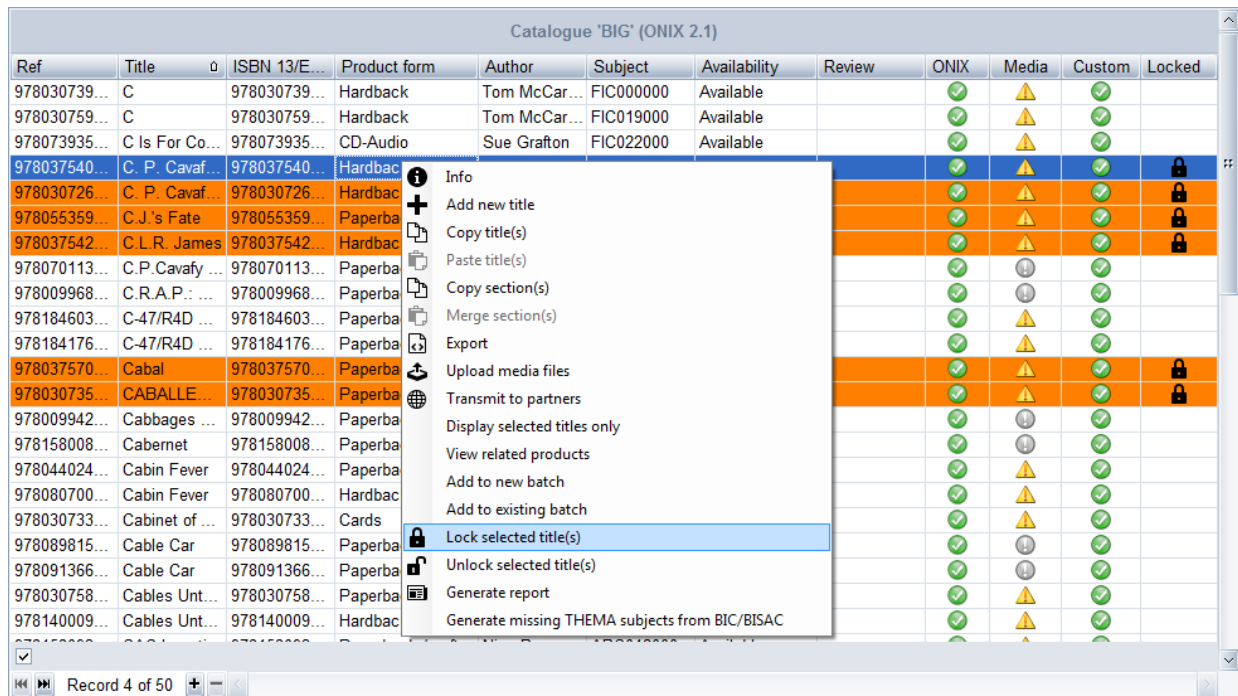 Catalogue 'BIG' (ONIX 2.1)
Ref Title ISBN 13/E... Product form Author Subject Availability Review ONIX Media Custom Locked
978030739... C 978030739... Hardback Tom McCar... FIC000000 Available
978030759... C 978030759... Hardback Tom McCar... FIC019000 Available
978073935... C Is For Co... 978073935... CD-Audio Sue Grafton FIC022000 Available
978037540... C. P. Cavaf... 978037540... Hardbac
978030726... C. P. Cavaf... 978030726... Hardbac
978055359... C.J.'s Fate 978055359... Paperba
978037542... C.L.R. James 978037542... Hardbac
978070113... C.P.Cavafy ... 978070113... Paperba
978009968... C.R.A.P.: ... 978009968... Paperba
978184603... C-47/R4D ... 978184603... Paperba
978184176... C-47/R4D ... 978184176... Paperba
978037570... Cabal 978037570... Paperba
978030735... CABALLE... 978030735... Paperba
978009942... Cabbages ... 978009942... Paperba
978158008... Cabernet 978158008... Paperba
978044024... Cabin Fever 978044024... Paperba
978080700... Cabin Fever 978080700... Hardbac
978030733... Cabinet of ... 978030733... Cards
978089815... Cable Car 978089815... Paperba
978091366... Cable Car 978091366... Paperba
978030758... Cables Unt... 978030758... Paperba
978140009... Cables Unt... 978140009... Hardbac
Info
Add new title
Copy title(s)
Paste title(s)
Copy section(s)
Merge section(s)
Export
Upload media files
Transmit to partners
Display selected titles only
View related products
Add to new batch
Add to existing batch
Lock selected title(s)
Unlock selected title(s)
Generate report
Generate missing THEMA subjects from BIC/BISAC
Record 4 of 50